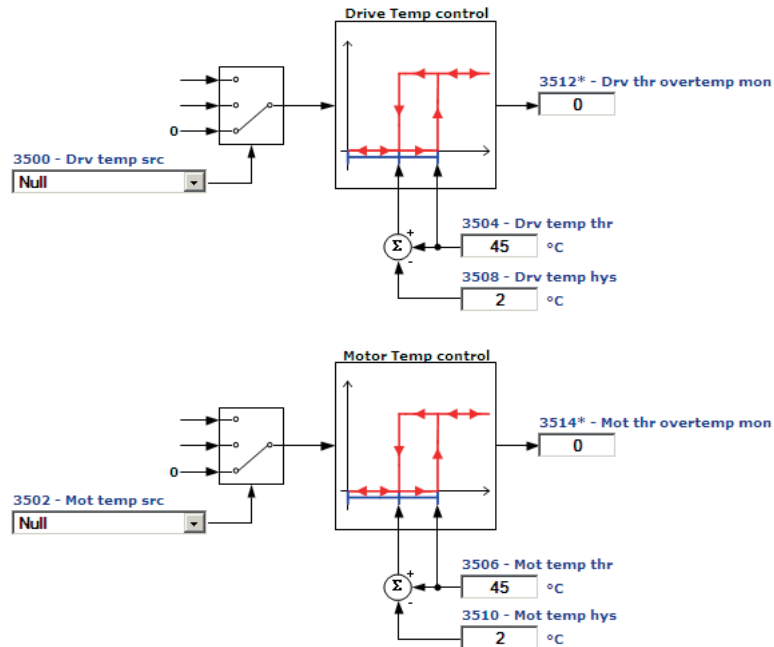 Drive Temp control
3512* - Drv thr overtemp mon
0
0
3500 - Drv temp src
Null
3504 - Drv temp thr
+
Σ
45 °C
-
3508 - Drv temp hys
2 °C
Motor Temp control
3514* - Mot thr overtemp mon
0
0
3502 - Mot temp src
Null
3506 - Mot temp thr
+
Σ
45 °C
-
3510 - Mot temp hys
2 °C